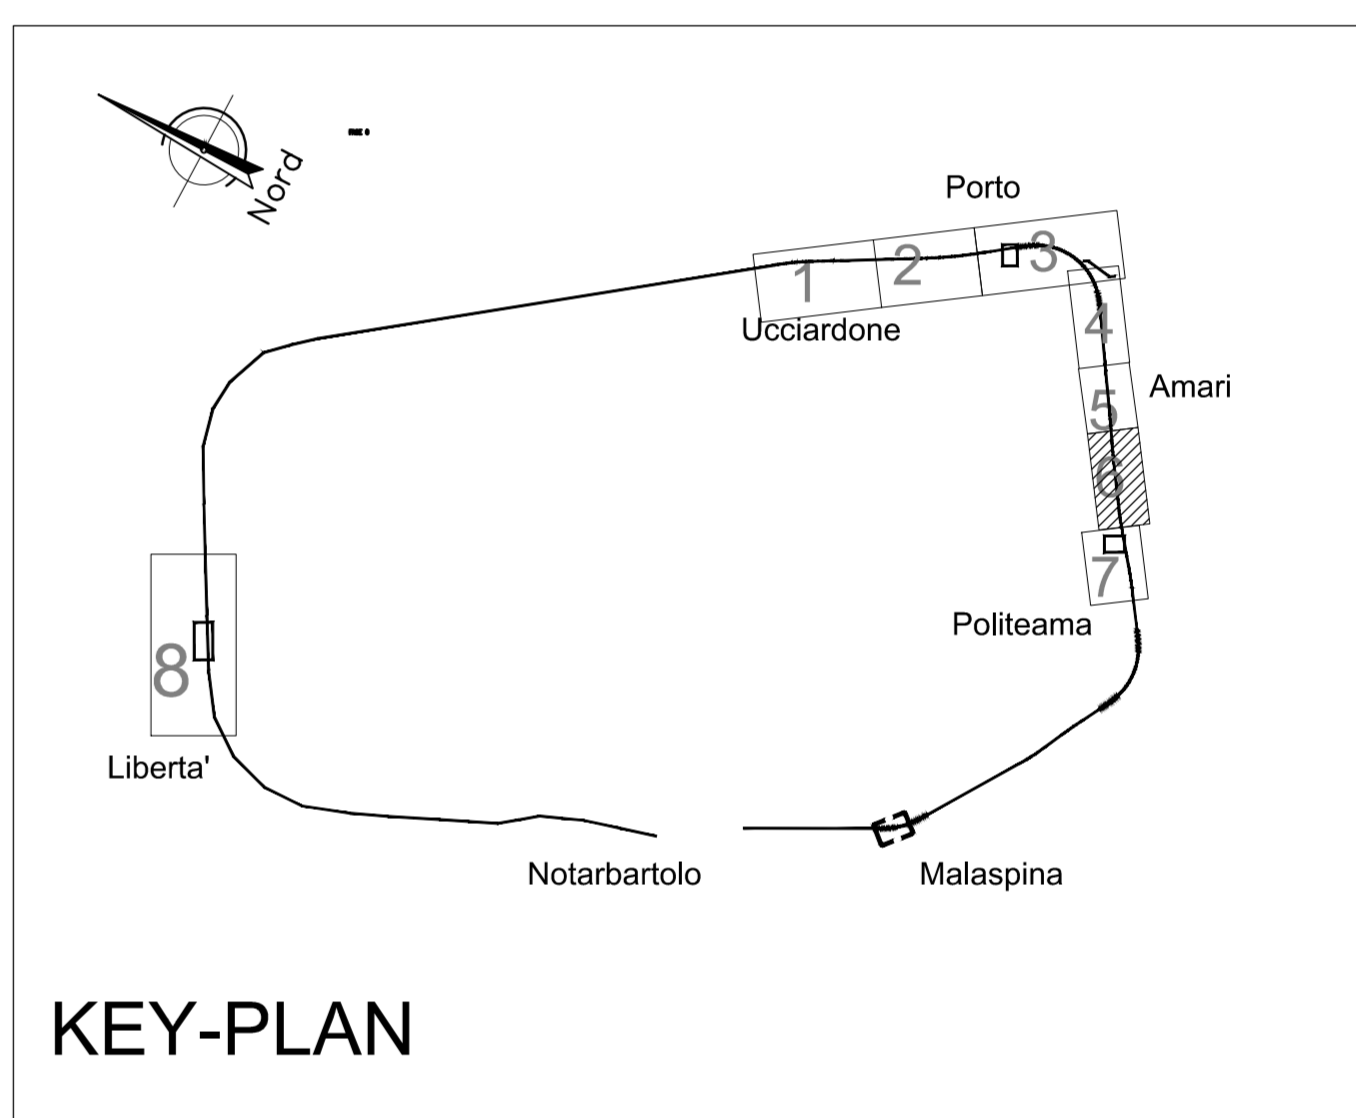 Nord
Porto
1
2
3
Ucciardone
4
Amari
5
6
7
Politeama
8
Liberta'
Notarbartolo
Malaspina
KEY-PLAN